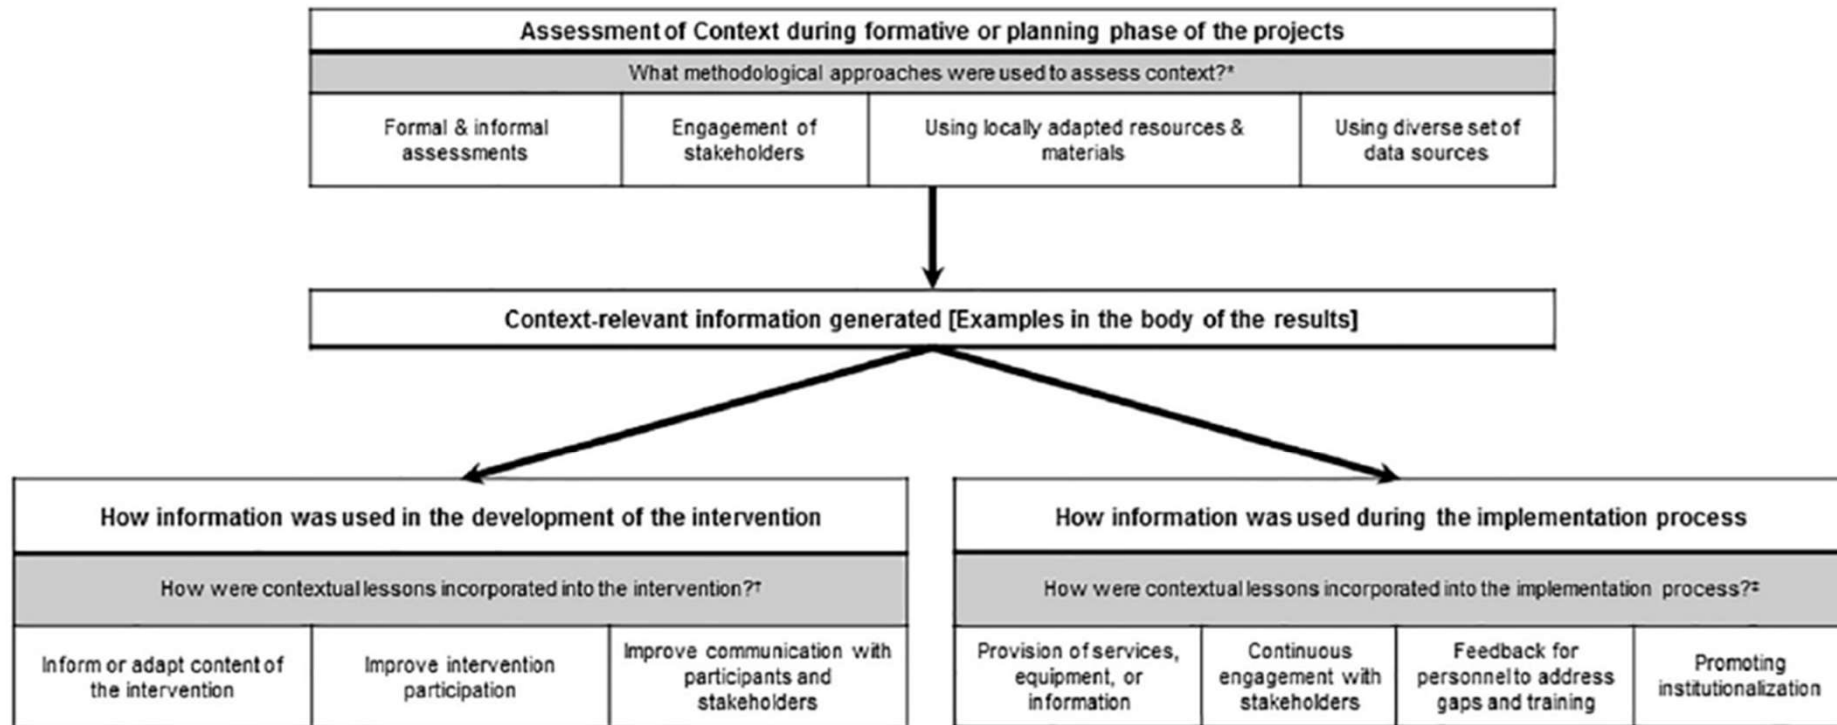 Assessment of Context during formative or planning phase of the projects
What methodological approaches were used to assess context?*
Formal & informal
assessments
Engagement of
stakeholders
Using locally adapted resources &
materials
Using diverse set of
data sources
Context-relevant information generated [Examples in the body of the results]
How information was used in the development of the intervention
How were contextual lessons incorporated into the intervention?†
Inform or adapt content of
the intervention
Improve intervention
participation
Improve communication with
participants and
stakeholders
How information was used during the implementation process
How were contextual lessons incorporated into the implementation process?‡
Provision of services,
equipment, or
information
Continuous
engagement with
stakeholders
Feedback for
personnel to address
gaps and training
Promoting
institutionalization